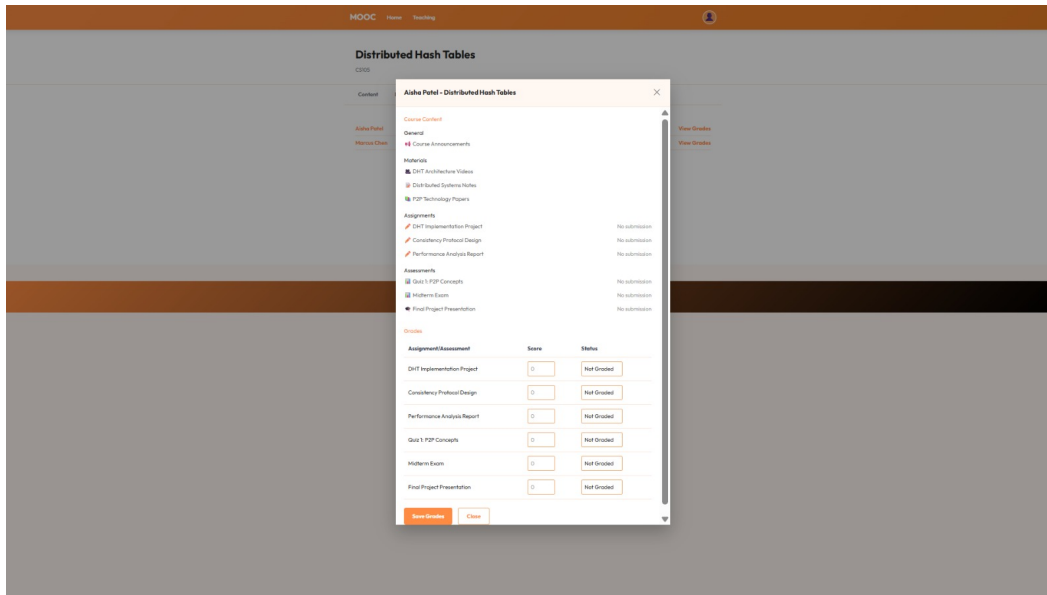 MOOC Home Teaching
Distributed Hash Tables
Content
Aisha Patel View Grades
Marcus Chen View Grades
Aisha Patel - Distributed Hash Tables
Course Content
General
Course Announcements
Materials
DHT Architecture Videos
Distributed Systems Notes
P2P Technology Papers
Assignments
DHT Implementation Project No submission
Consistency Protocol Design No submission
Performance Analysis Report No submission
Assessments
Quiz 1: P2P Concepts No submission
Midterm Exam No submission
Final Project Presentation No submission
Grades
Assignment/Assessment Score Status
DHT Implementation Project 0 Not Graded
Consistency Protocol Design 0 Not Graded
Performance Analysis Report 0 Not Graded
Quiz 1: P2P Concepts 0 Not Graded
Midterm Exam 0 Not Graded
Final Project Presentation 0 Not Graded
Save Grades Close